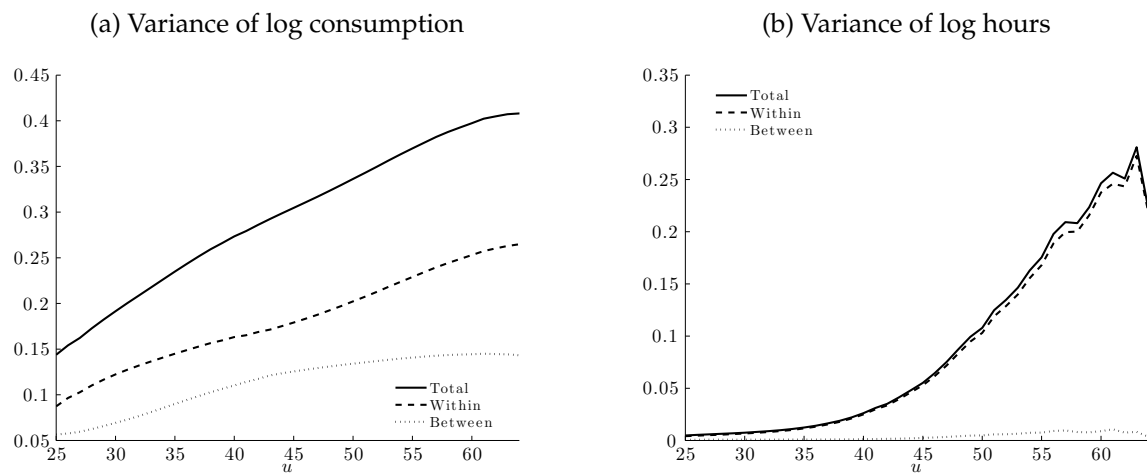 (a) Variance of log consumption
0.45
0.4
0.35
0.3
0.25
0.2
0.15
0.1
0.05
25 30 35 40 45 50 55 60
u
Total
Within
Between
(b) Variance of log hours
0.35
0.3
0.25
0.2
0.15
0.1
0.05
0
25 30 35 40 45 50 55 60
u
Total
Within
Between